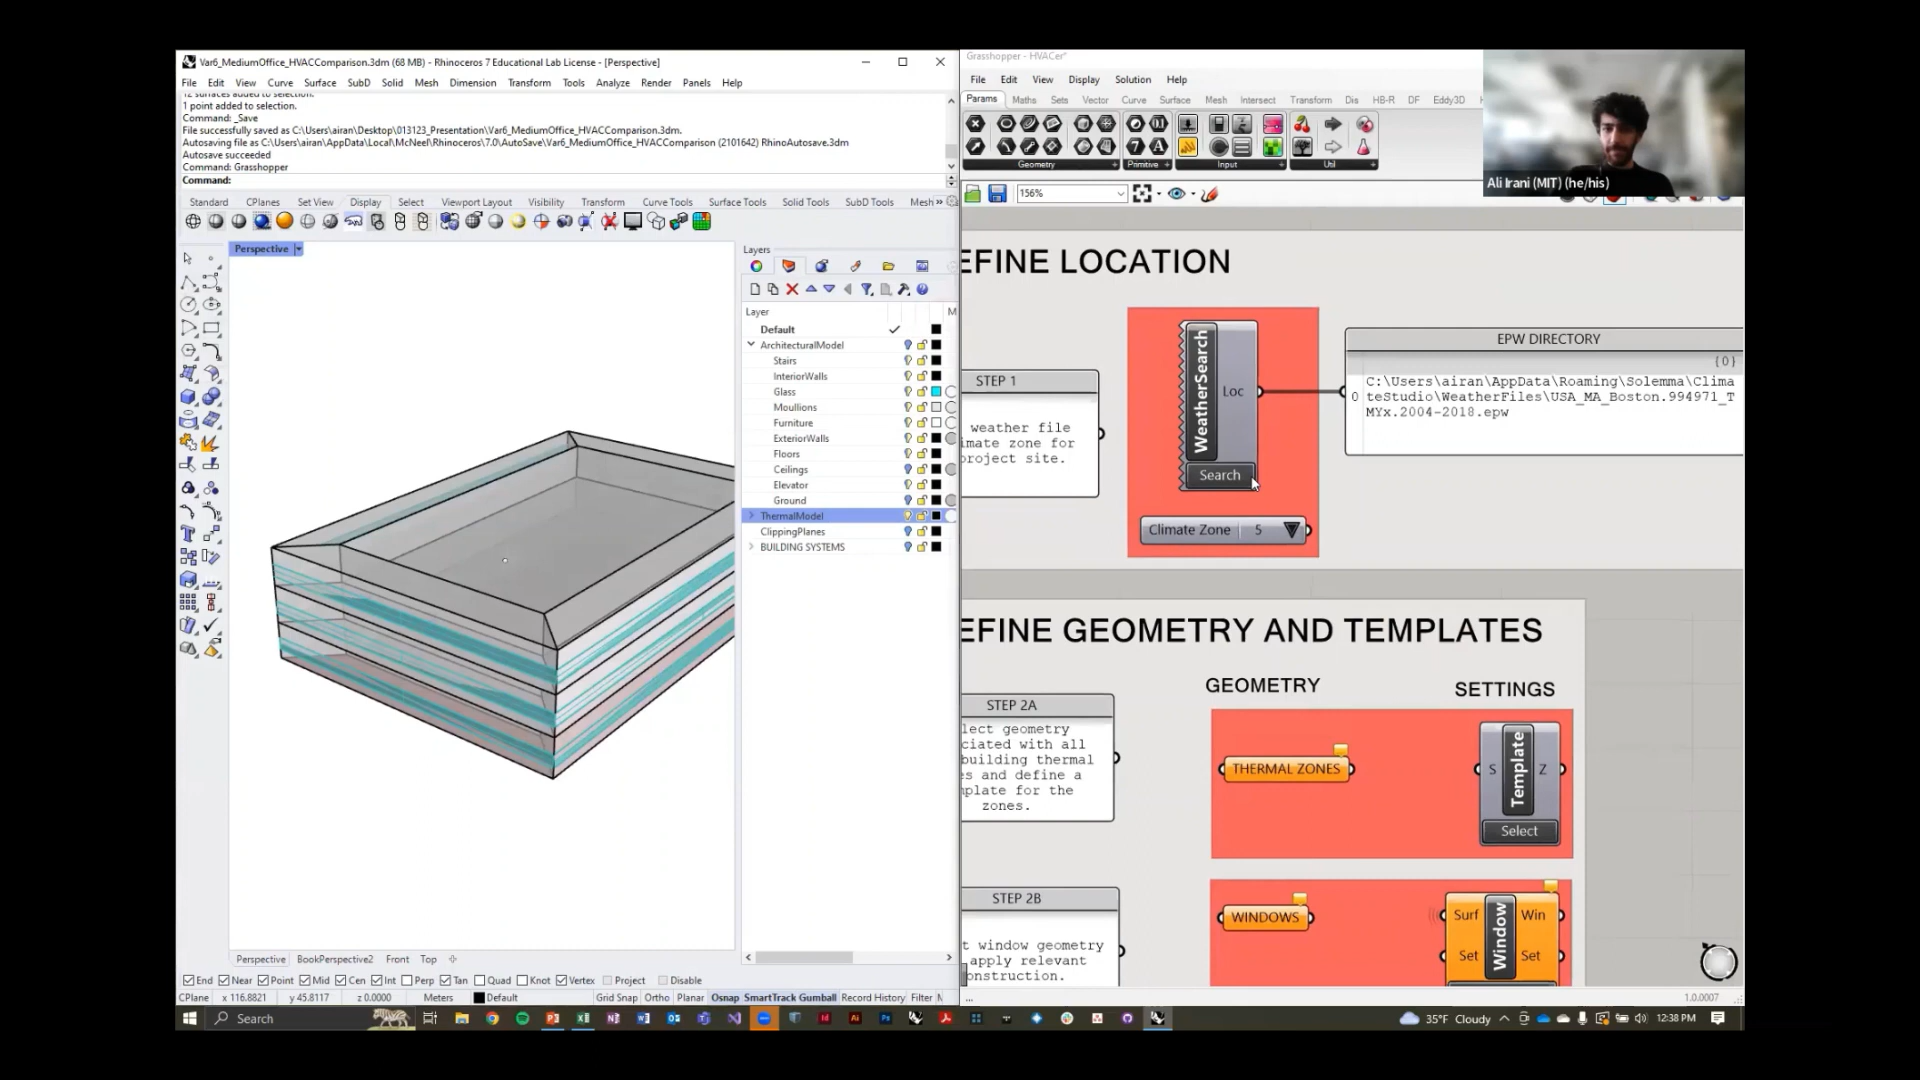 Var6_MediumOffice_HVACComparison.3dm (68 MB) - Rhinoceros 7 Educational Lab License - [Perspective]
File Edit View Curve Surface SubD Solid Mesh Dimension Transform Tools Analyze Render Panels Help
12 surfaces added to selection.
1 point added to selection.
Command: _Save
File successfully saved as C:\Users\airan\Desktop\013123_Presentation\Var6_MediumOffice_HVACComparison.3dm.
Autosaving file as C:\Users\airan\AppData\Local\McNeel\Rhinoceros\7.0\AutoSave\Var6_MediumOffice_HVACComparison (2101642) RhinoAutosave.3dm
Autosave succeeded
Command: Grasshopper
Command:
Standard CPlanes Set View Display Select Viewport Layout Visibility Transform Curve Tools Surface Tools Solid Tools SubD Tools Mesh »
Perspective
Layers
Layer M
Default
ArchitecturalModel
Stairs
InteriorWalls
Glass
Moullions
Furniture
ExteriorWalls
Floors
Ceilings
Elevator
Ground
ThermalModel
ClippingPlanes
BUILDING SYSTEMS
Perspective BookPerspective2 Front Top
End Near Point Mid Cen Int Perp Tan Quad Knot Vertex Project Disable
CPlane x 116.8821 y 45.8117 z 0.0000 Meters Default Grid Snap Ortho Planar Osnap SmartTrack Gumball Record History Filter
Grasshopper - HVACer*
File Edit View Display Solution Help
Params Maths Sets Vector Curve Surface Mesh Intersect Transform Dis HB-R DF Eddy3D
Geometry Primitive Input Util
156%
Ali Irani (MIT) (he/his)
EFINE LOCATION
STEP 1
weather file
imate zone for
project site.
WeatherSearch
Loc
Search
Climate Zone 5
EPW DIRECTORY
{0}
0 C:\Users\airan\AppData\Roaming\Solemma\Clima
teStudio\WeatherFiles\USA_MA_Boston.994971_T
MYx.2004-2018.epw
EFINE GEOMETRY AND TEMPLATES
GEOMETRY SETTINGS
STEP 2A
lect geometry
ciated with all
building thermal
es and define a
plate for the
zones.
THERMAL ZONES
S Template Z
Select
STEP 2B
t window geometry
apply relevant
onstruction.
WINDOWS
Surf Window Win
Set Set
1.0.0007
Search
35°F Cloudy
12:38 PM